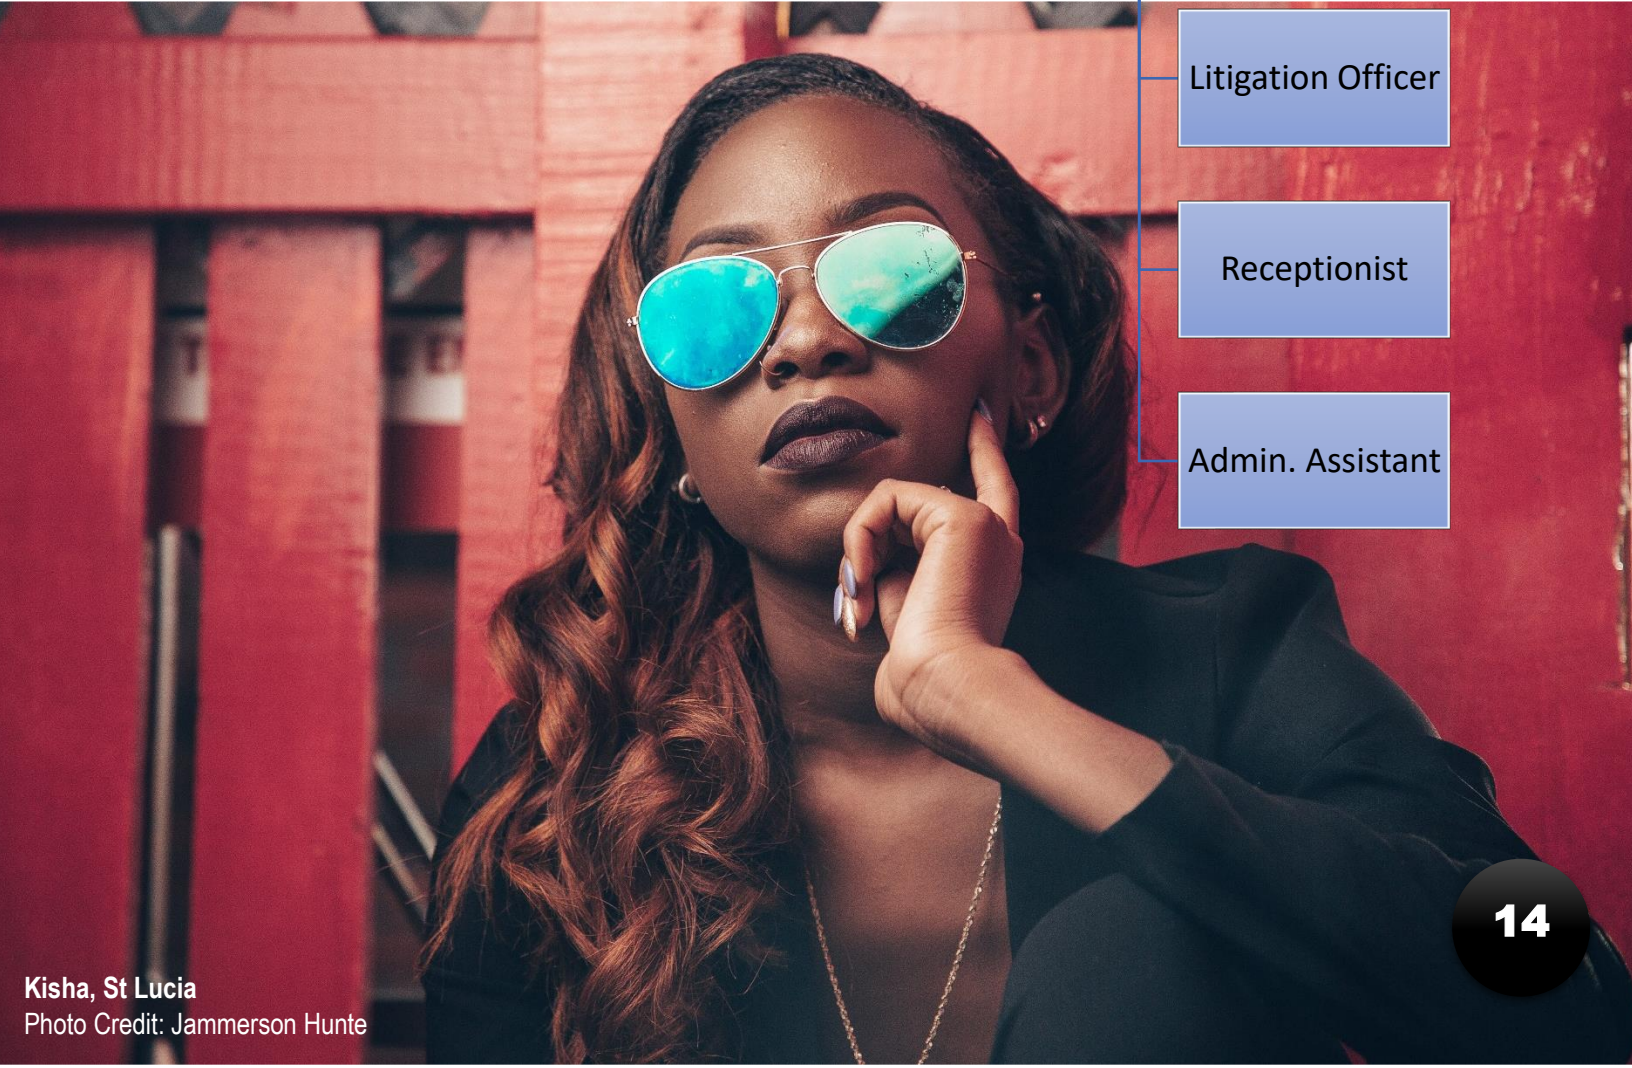 Litigation Officer
Receptionist
Admin. Assistant
14
Kisha, St Lucia
Photo Credit: Jammerson Hunte